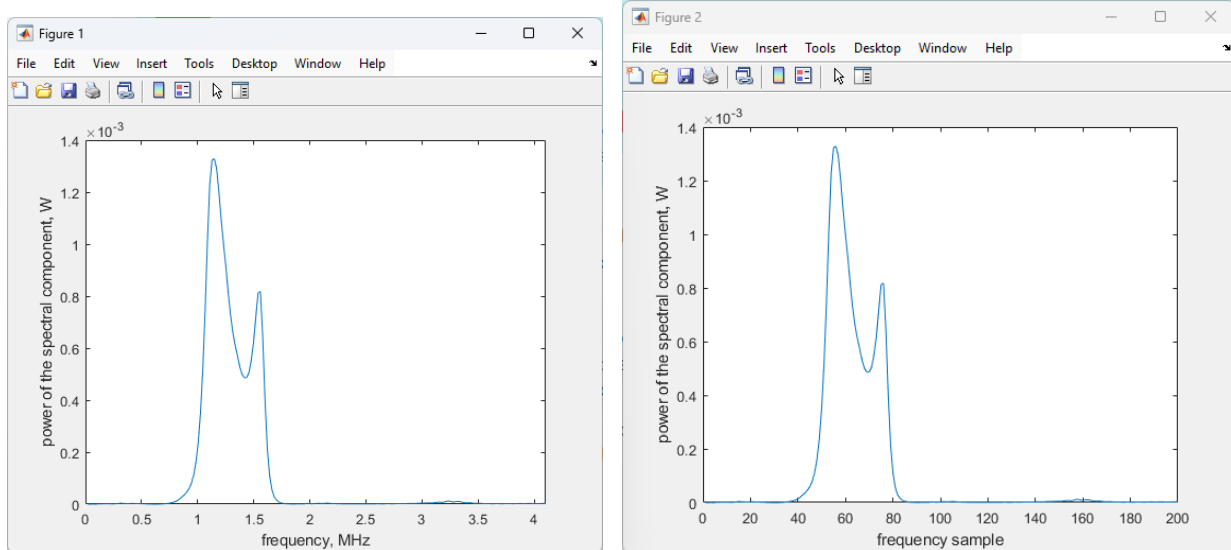 Figure 1
File Edit View Insert Tools Desktop Window Help
×10-3
1.4
1.2
1
0.8
0.6
0.4
0.2
0
power of the spectral component, W
0 0.5 1 1.5 2 2.5 3 3.5 4
frequency, MHz
Figure 2
File Edit View Insert Tools Desktop Window Help
×10-3
1.4
1.2
1
0.8
0.6
0.4
0.2
0
power of the spectral component, W
0 20 40 60 80 100 120 140 160 180 200
frequency sample